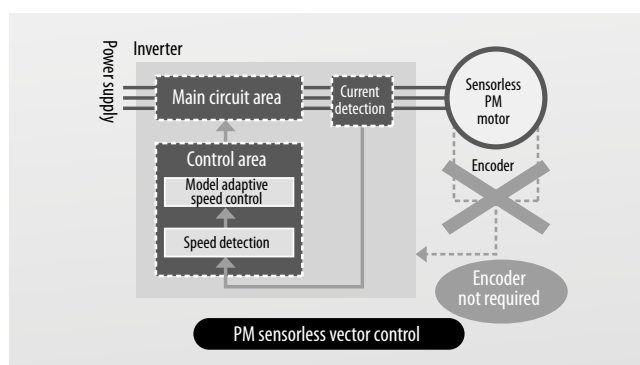 Power supply
Inverter
Main circuit area
Current
detection
Sensorless
PM
motor
Control area
Model adaptive
speed control
Speed detection
Encoder
Encoder
not required
PM sensorless vector control